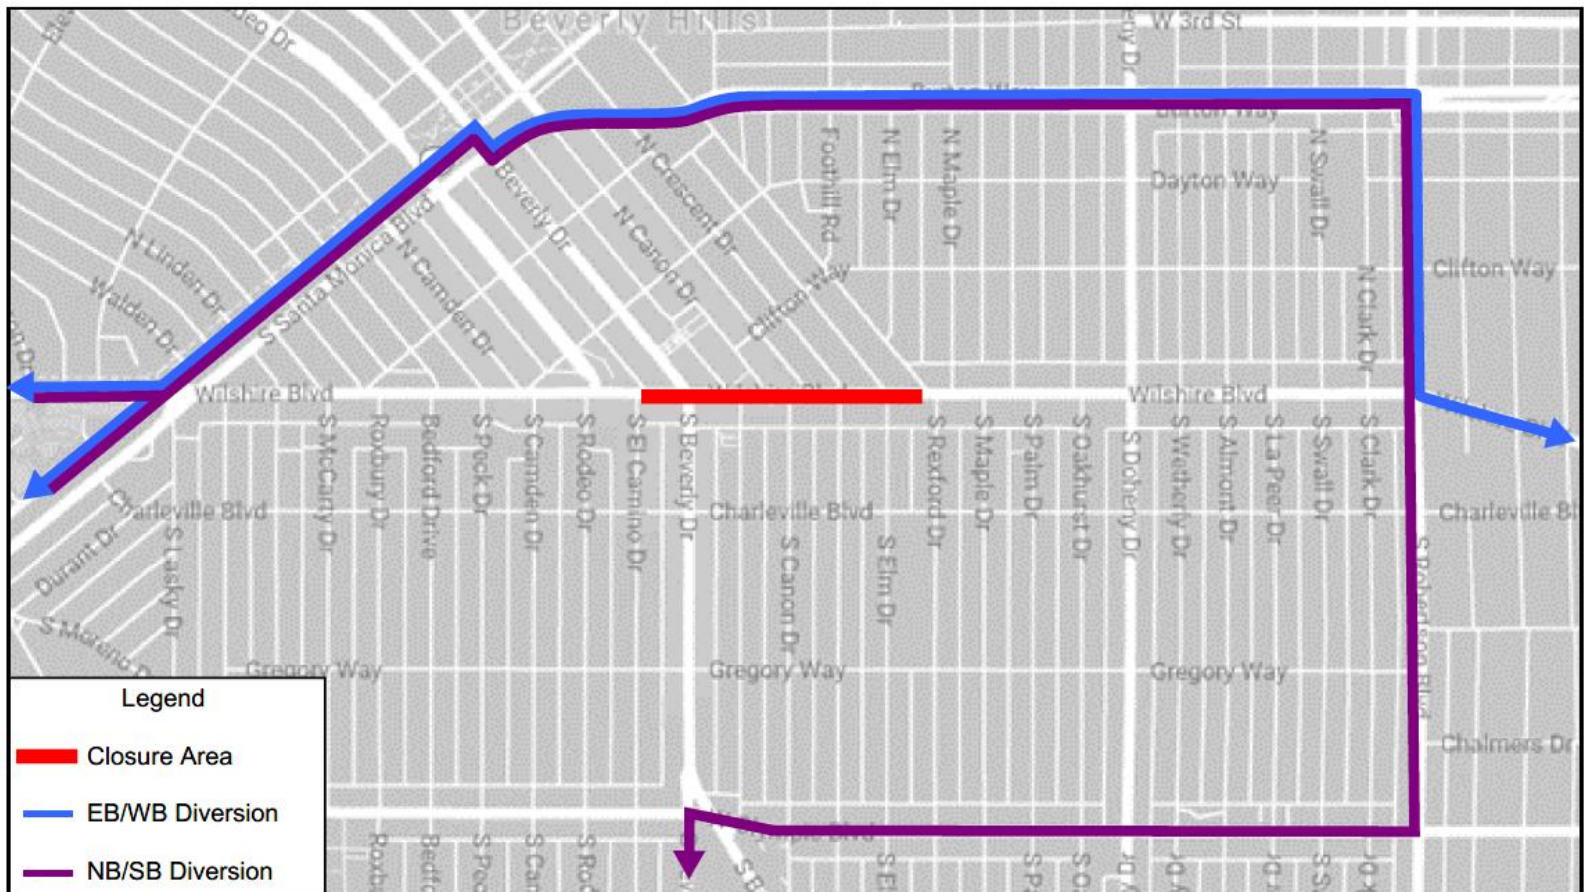 Beverly Hills
W 3rd St
Burton Way
Foothill Rd
N Elm Dr
N Maple Dr
N Swall Dr
Dayton Way
N Crescent Dr
Beverly Dr
N Canon Dr
S Santa Monica Blvd
N Linden Dr
Walden Dr
N Camden Dr
Clifton Way
Clifton Way
N Clark Dr
Wilshire Blvd
Wilshire Blvd
S McCarty Dr
Roxbury Dr
Bedford Drive
S Peck Dr
S Camden Dr
S Rodeo Dr
S El Camino Dr
S Beverly Dr
S Rexford Dr
S Maple Dr
S Palm Dr
S Oakhurst Dr
S Doheny Dr
S Wetherly Dr
S Almont Dr
S La Peer Dr
S Swall Dr
S Clark Dr
Charleville Blvd
Charleville Blvd
Charleville Bl
Durant Dr
S Lasky Dr
S Canon Dr
S Elm Dr
S Robertson Blvd
S Moreno D
Gregory Way
Gregory Way
Gregory Way
Chalmers Dr
Legend
Closure Area
EB/WB Diversion
NB/SB Diversion